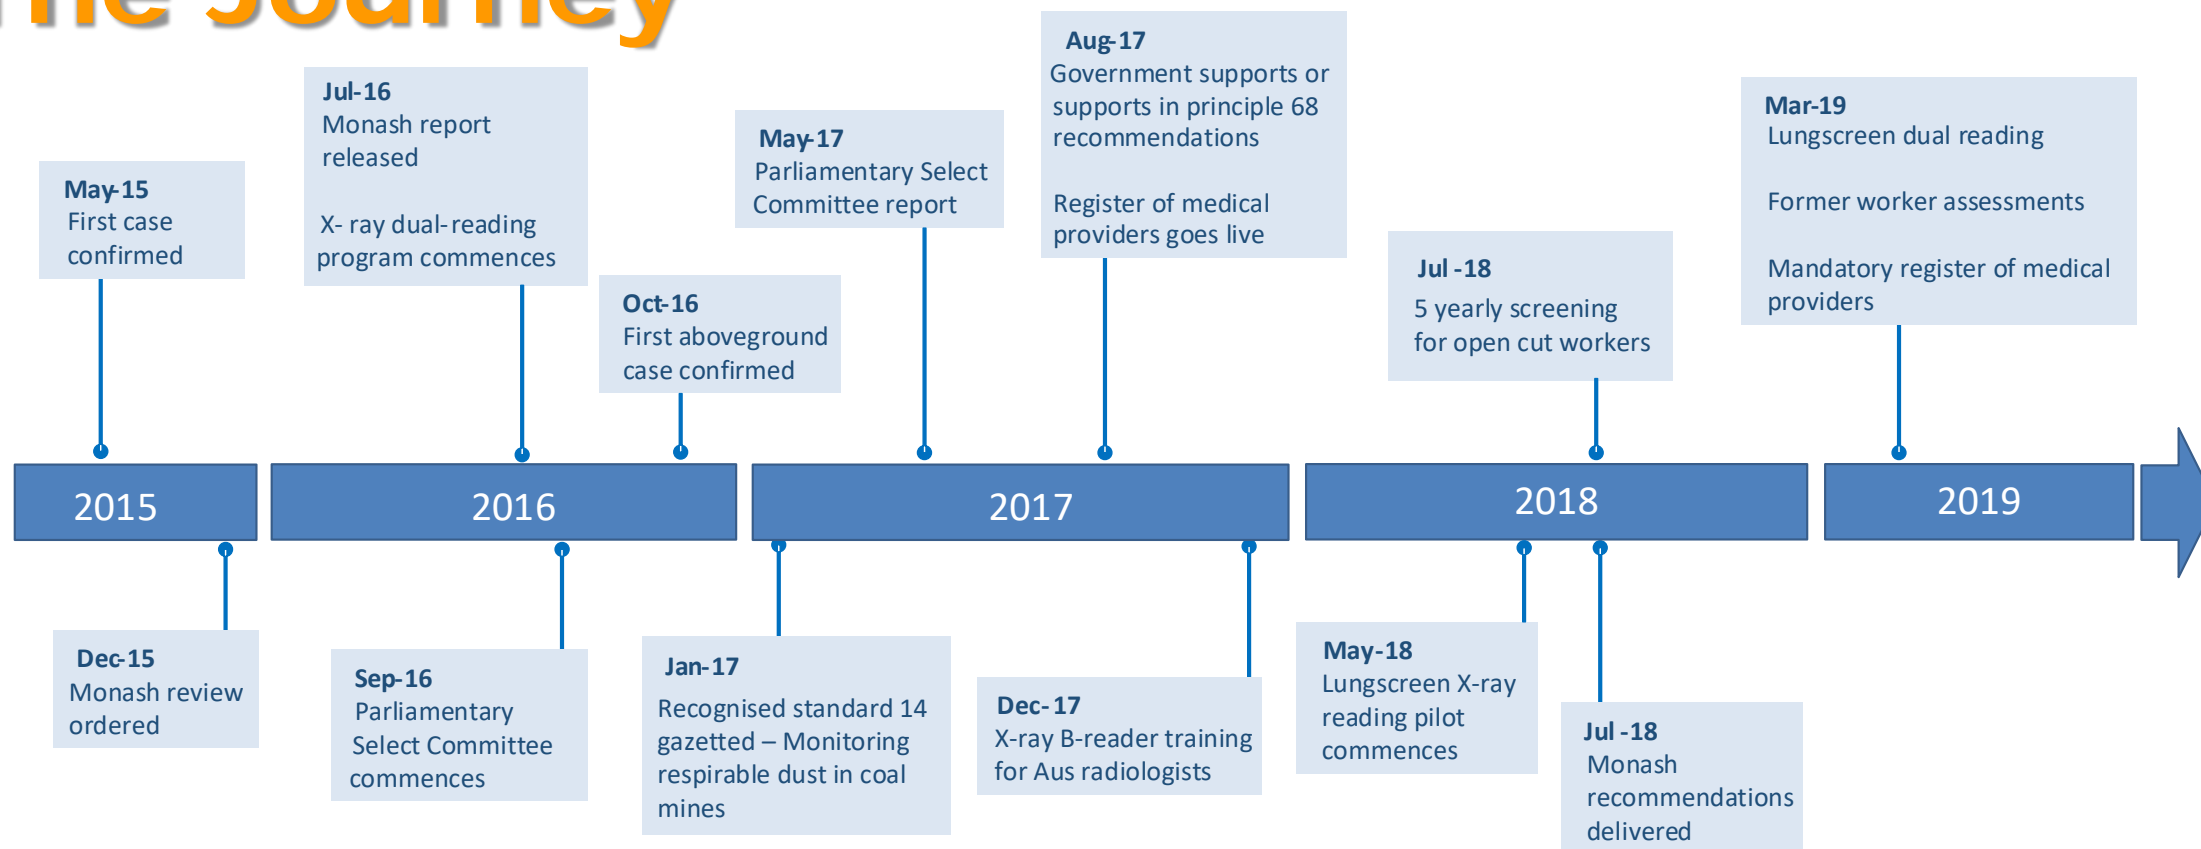 The Journey
May-15
First case
confirmed
Jul-16
Monash report
released
X- ray dual-reading
program commences
Oct-16
First aboveground
case confirmed
May-17
Parliamentary Select
Committee report
Aug-17
Government supports or
supports in principle 68
recommendations
Register of medical
providers goes live
Jul -18
5 yearly screening
for open cut workers
Mar-19
Lungscreen dual reading
Former worker assessments
Mandatory register of medical
providers
2015
2016
2017
2018
2019
Dec-15
Monash review
ordered
Sep-16
Parliamentary
Select Committee
commences
Jan-17
Recognised standard 14
gazetted – Monitoring
respirable dust in coal
mines
Dec-17
X-ray B-reader training
for Aus radiologists
May-18
Lungscreen X-ray
reading pilot
commences
Jul -18
Monash
recommendations
delivered